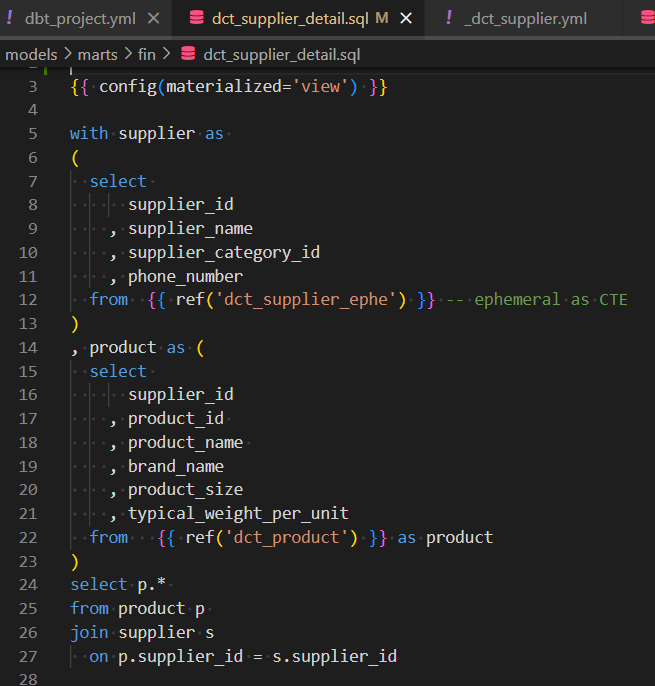 ! dbt_project.yml × dct_supplier_detail.sql M × ! _dct_supplier.yml
models > marts > fin > dct_supplier_detail.sql
3 {{ config(materialized='view') }}
4
5 with supplier as
6 (
7 select
8 supplier_id
9 , supplier_name
10 , supplier_category_id
11 , phone_number
12 from {{ ref('dct_supplier_ephe') }} -- ephemeral as CTE
13 )
14 , product as (
15 select
16 supplier_id
17 , product_id
18 , product_name
19 , brand_name
20 , product_size
21 , typical_weight_per_unit
22 from {{ ref('dct_product') }} as product
23 )
24 select p.*
25 from product p
26 join supplier s
27 on p.supplier_id = s.supplier_id
28